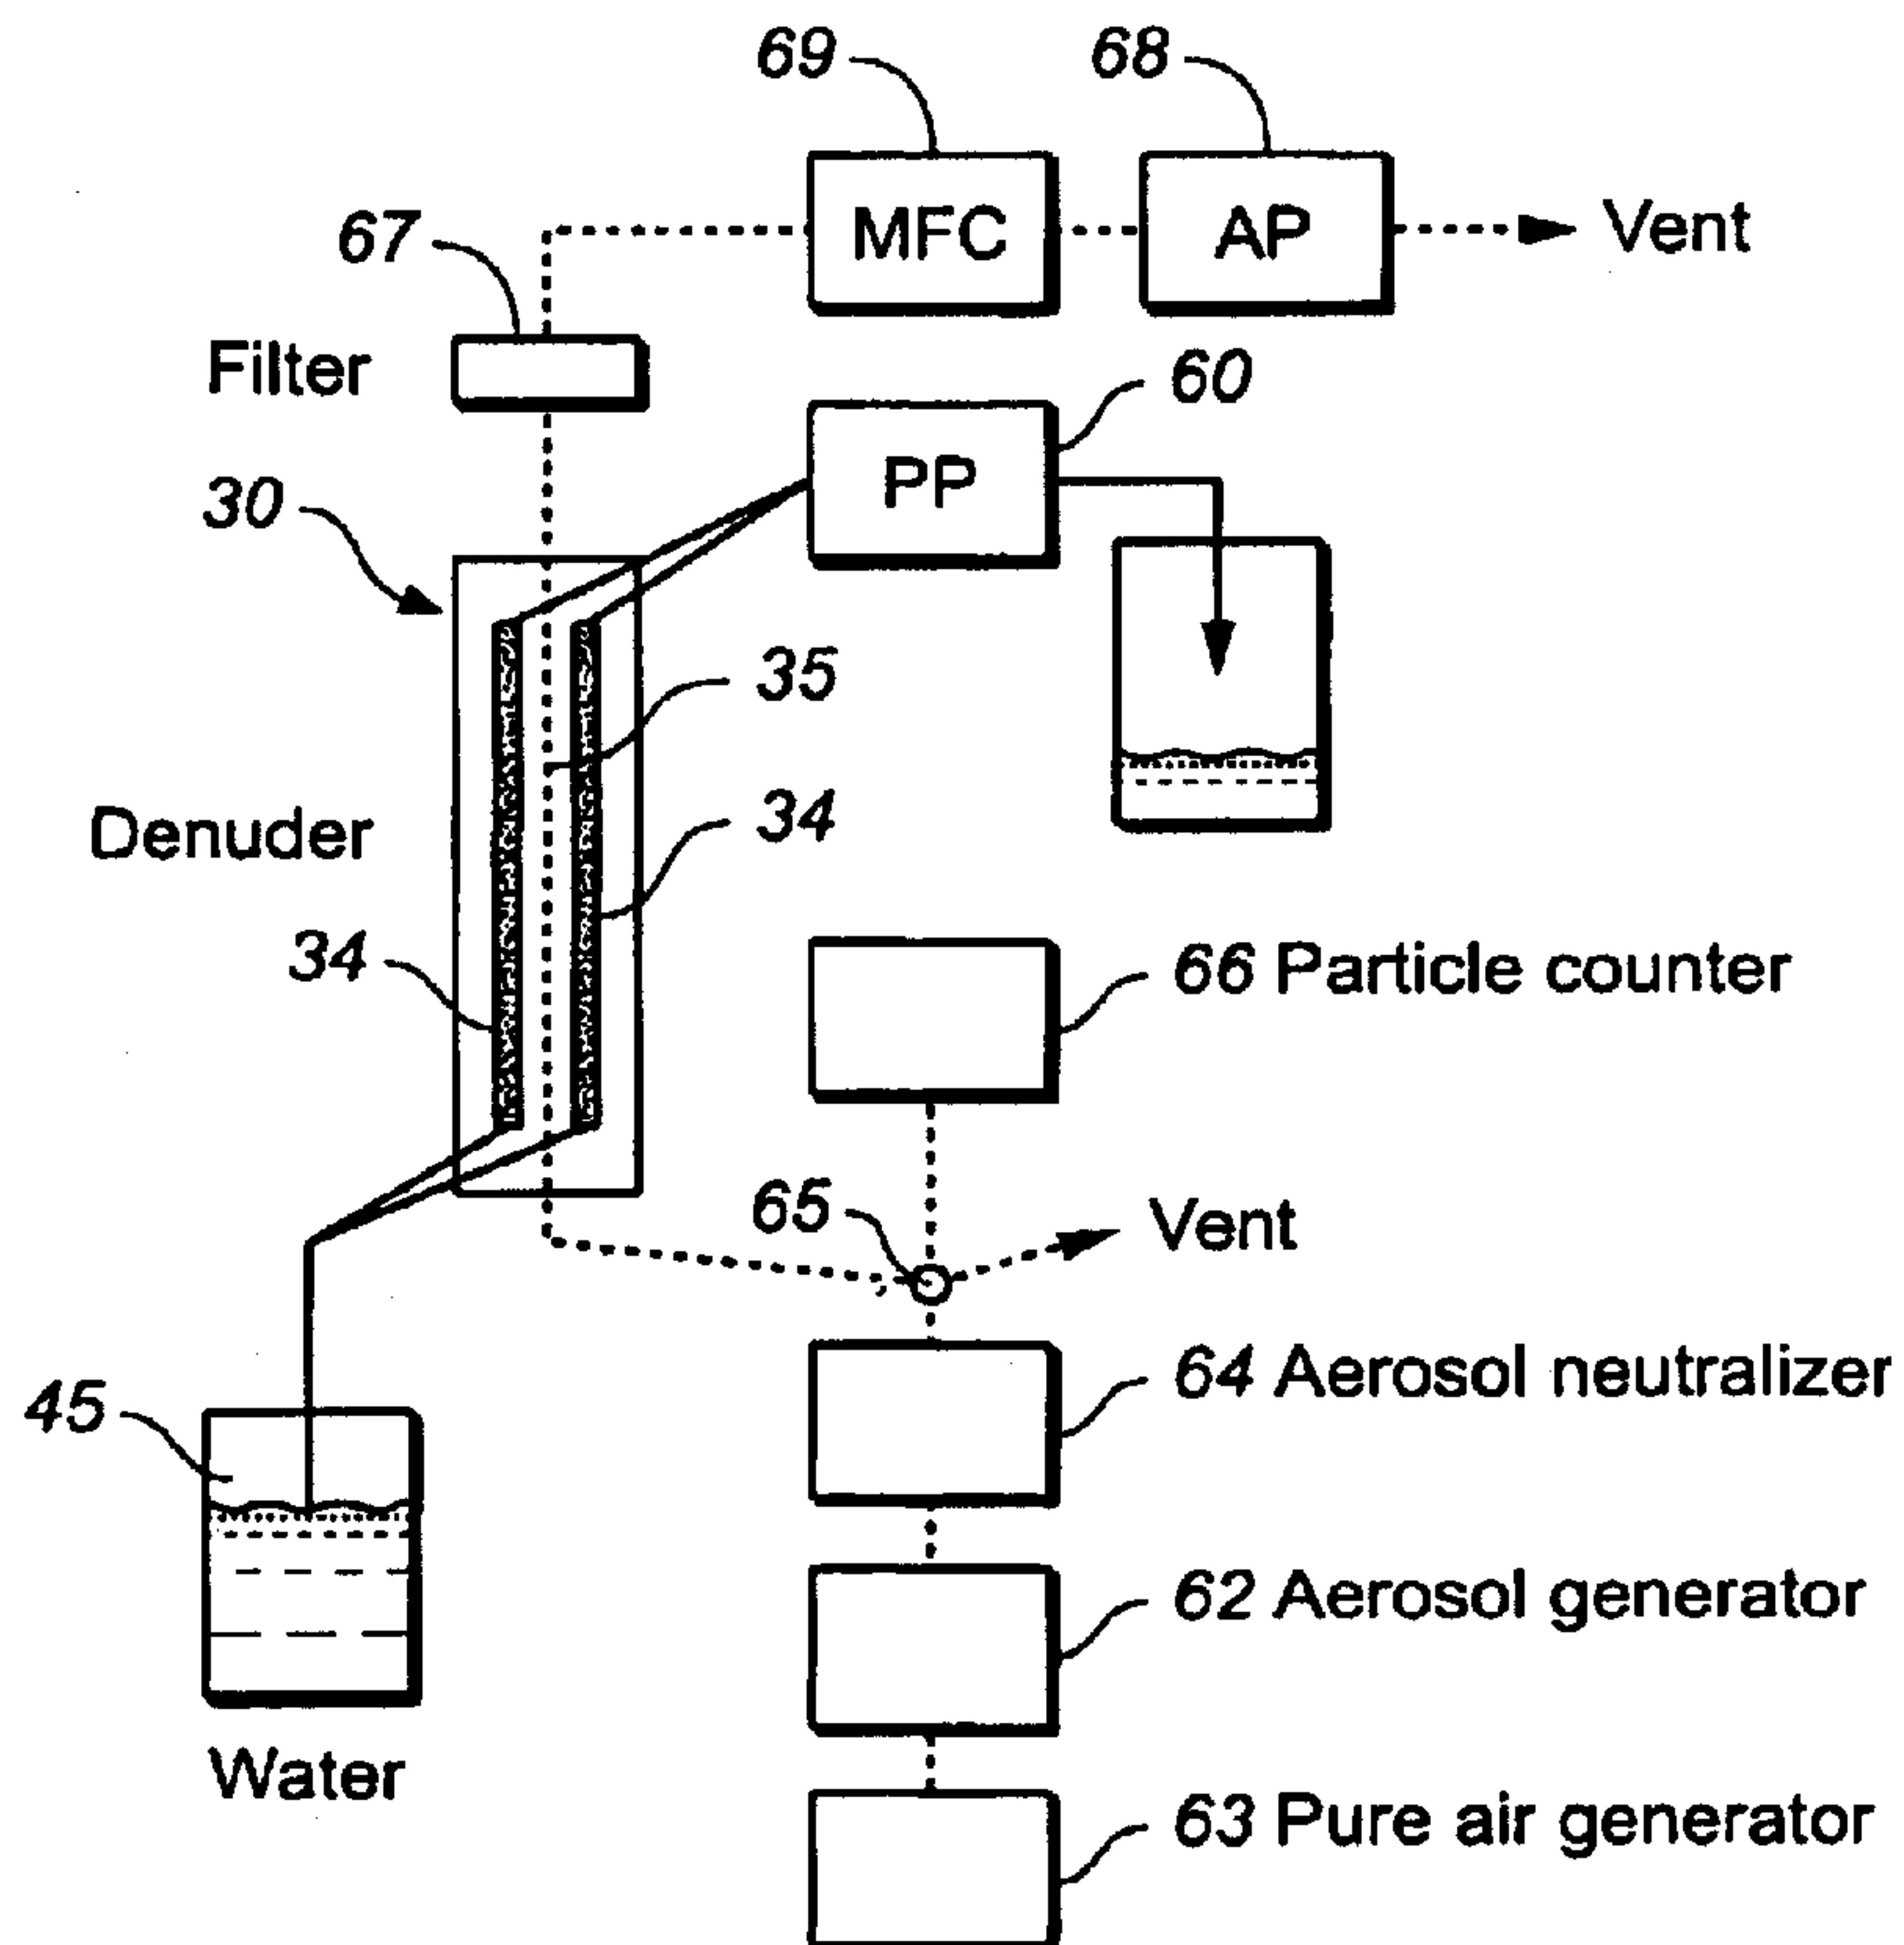 69
68
MFC
AP
Vent
67
Filter
60
PP
30
35
34
Denuder
34
66 Particle counter
65
Vent
64 Aerosol neutralizer
45
62 Aerosol generator
Water
63 Pure air generator